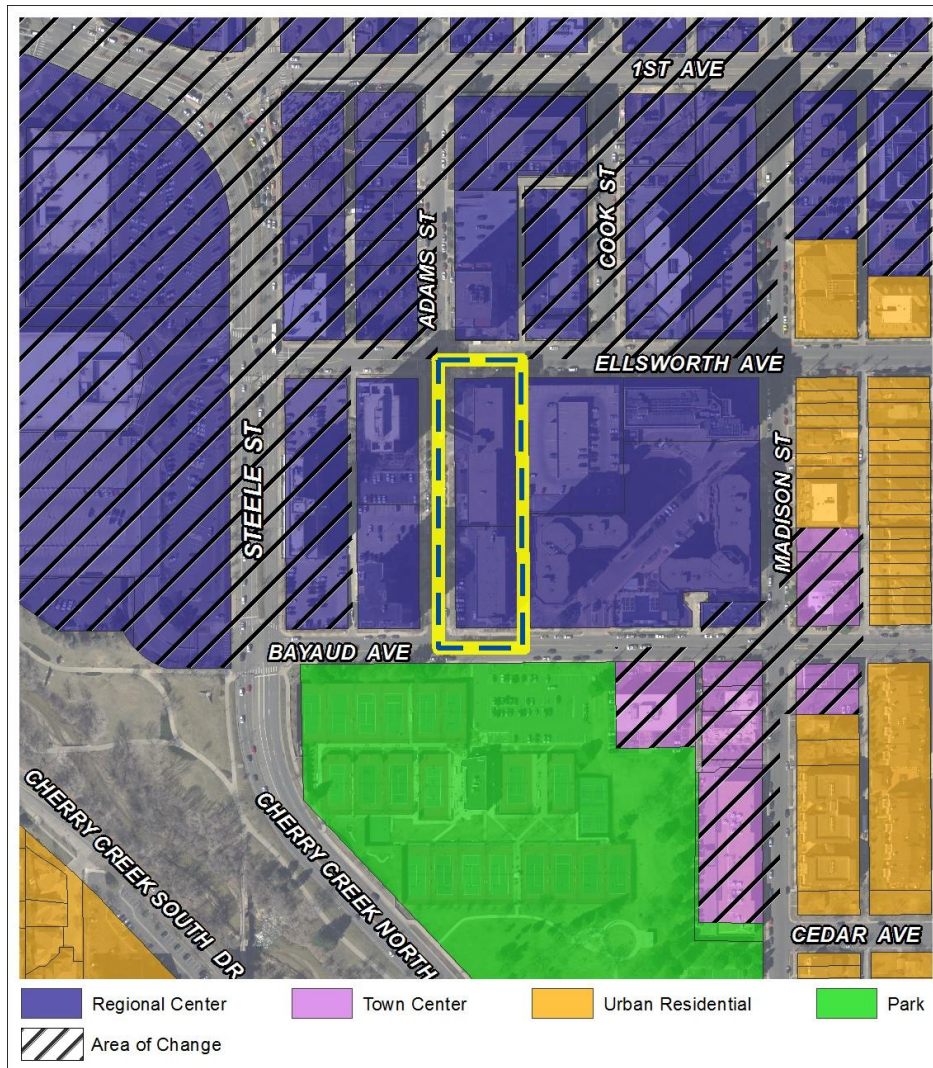 1ST AVE
ADAMS ST
COOK ST
ELLSWORTH AVE
STEELE ST
MADISON ST
BAYAUD AVE
CHERRY CREEK SOUTH DR
CHERRY CREEK NORTH
CEDAR AVE
Regional Center
Town Center
Urban Residential
Park
Area of Change